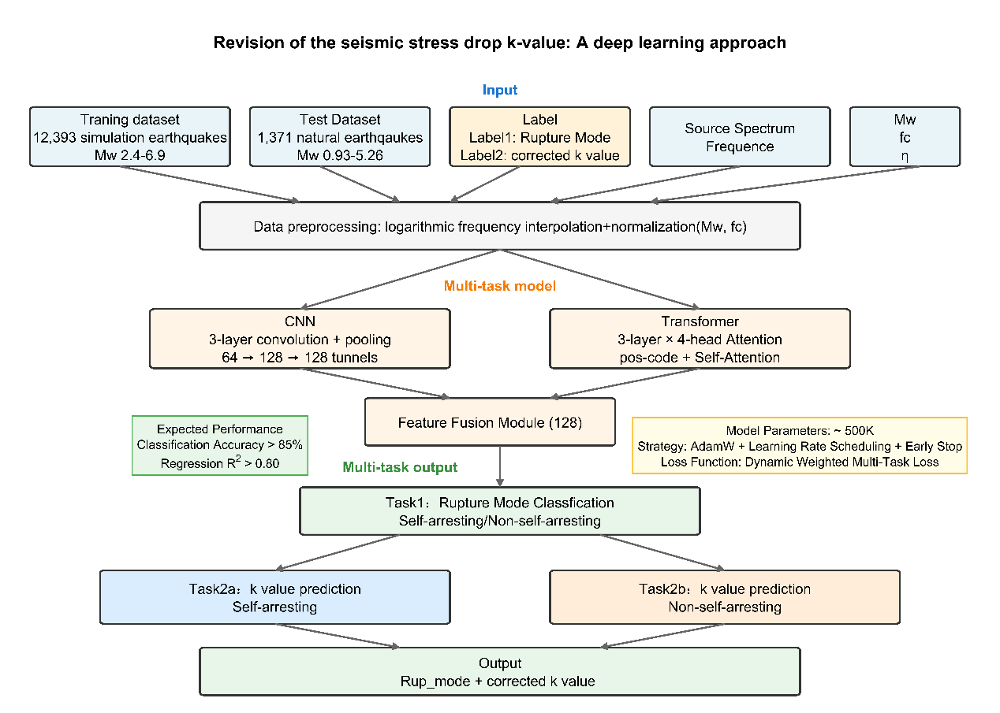 Revision of the seismic stress drop k-value: A deep learning approach
Input
Traning dataset
12,393 simulation earthquakes
Mw 2.4-6.9
Test Dataset
1,371 natural earthqaukes
Mw 0.93-5.26
Label
Label1: Rupture Mode
Label2: corrected k value
Source Spectrum
Frequence
Mw
fc
η
Data preprocessing: logarithmic frequency interpolation+normalization(Mw, fc)
Multi-task model
CNN
3-layer convolution + pooling
64 → 128 → 128 tunnels
Transformer
3-layer × 4-head Attention
pos-code + Self-Attention
Feature Fusion Module (128)
Expected Performance
Classification Accuracy > 85%
Regression R² > 0.80
Model Parameters: ~ 500K
Strategy: AdamW + Learning Rate Scheduling + Early Stop
Loss Function: Dynamic Weighted Multi-Task Loss
Multi-task output
Task1：Rupture Mode Classfication
Self-arresting/Non-self-arresting
Task2a：k value prediction
Self-arresting
Task2b：k value prediction
Non-self-arresting
Output
Rup_mode + corrected k value